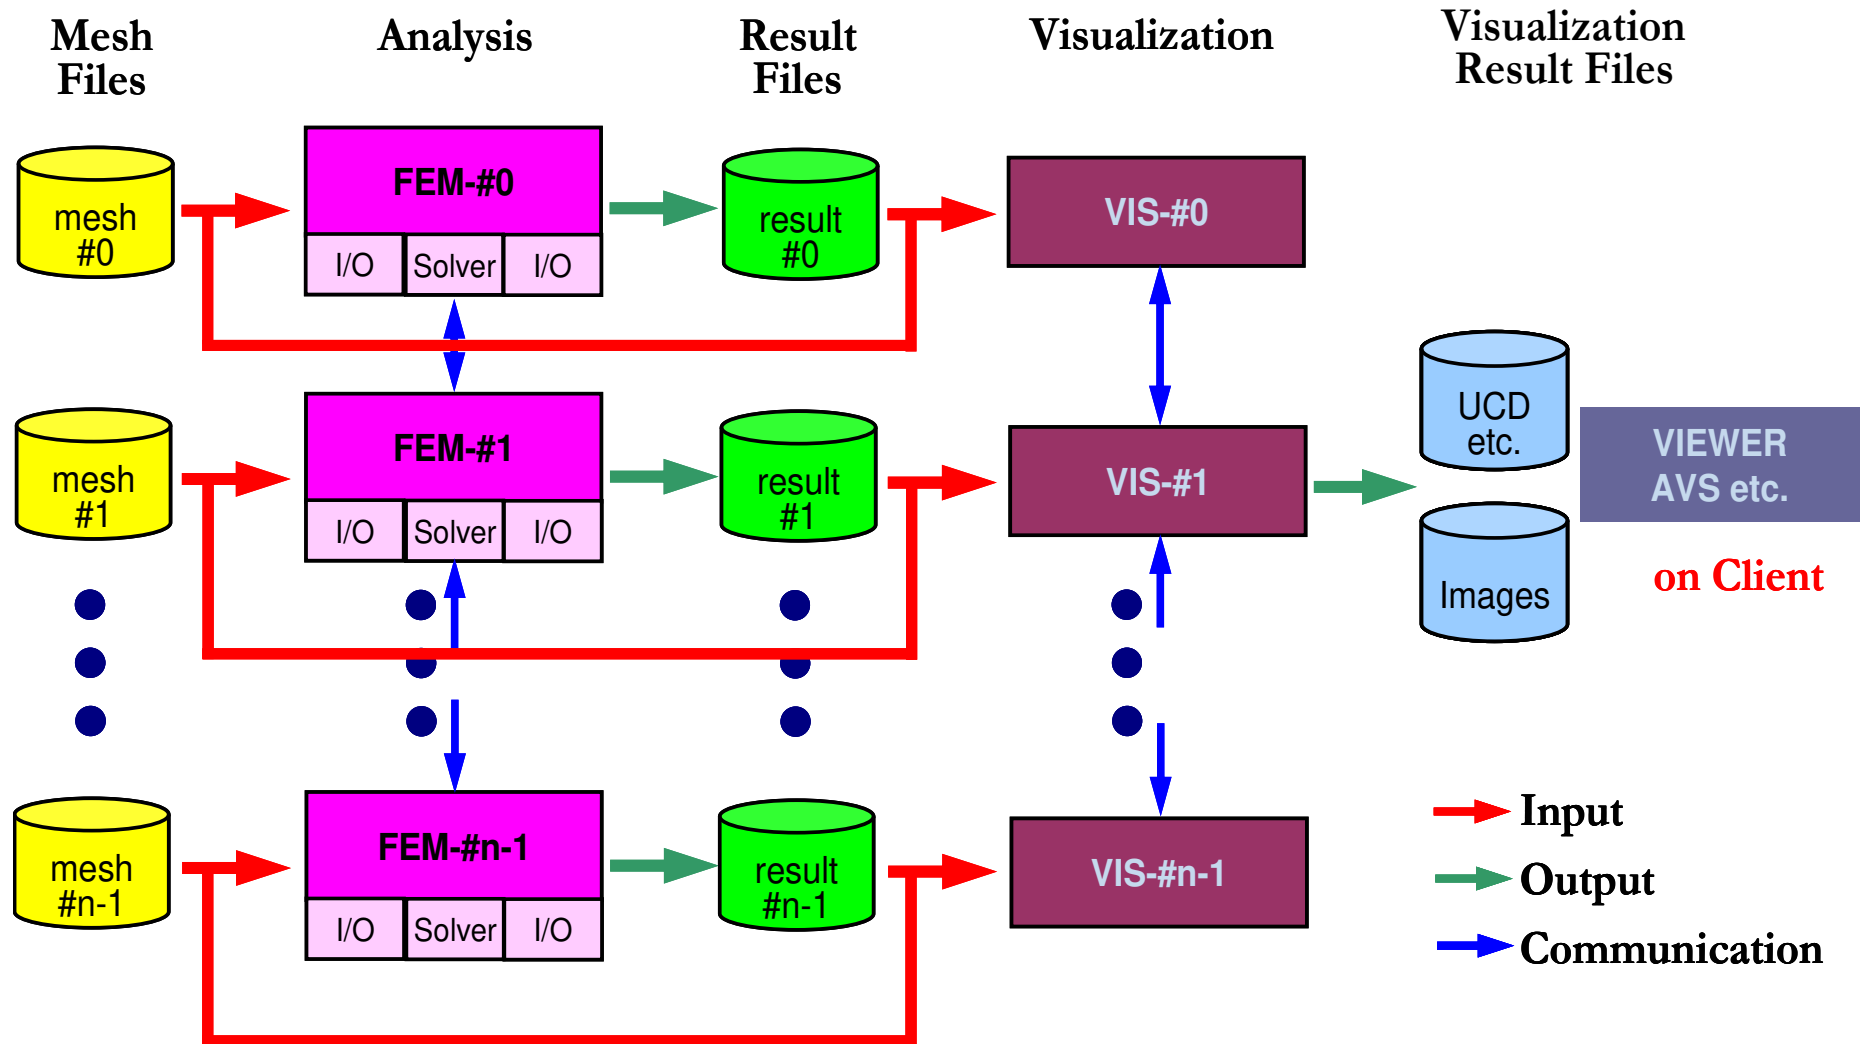 Mesh
Files
Analysis
Result
Files
Visualization
Visualization
Result Files
mesh
#0
FEM-#0
I/O
Solver
I/O
result
#0
VIS-#0
mesh
#1
FEM-#1
I/O
Solver
I/O
result
#1
VIS-#1
UCD
etc.
Images
VIEWER
AVS etc.
on Client
mesh
#n-1
FEM-#n-1
I/O
Solver
I/O
result
#n-1
VIS-#n-1
Input
Output
Communication